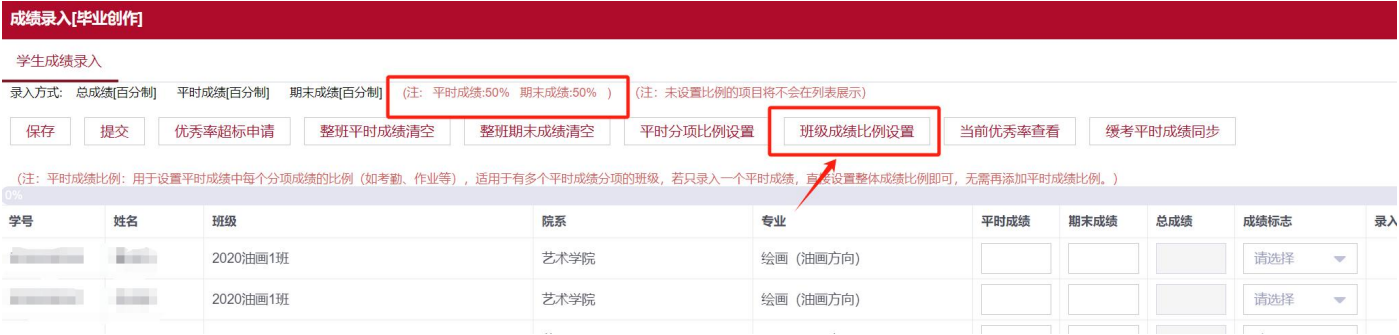 成绩录入[毕业创作]
学生成绩录入
录入方式: 总成绩[百分制] 平时成绩[百分制] 期末成绩[百分制] (注: 平时成绩:50% 期末成绩:50% ) (注: 未设置比例的项目将不会在列表展示)
保存 提交 优秀率超标申请 整班平时成绩清空 整班期末成绩清空 平时分项比例设置 班级成绩比例设置 当前优秀率查看 缓考平时成绩同步
(注: 平时成绩比例: 用于设置平时成绩中每个分项成绩的比例 (如考勤、作业等) , 适用于有多个平时成绩分项的班级, 若只录入一个平时成绩, 直接设置整体成绩比例即可, 无需再添加平时成绩比例。)
0%
学号 姓名 班级 院系 专业 平时成绩 期末成绩 总成绩 成绩标志 录入
2020油画1班 艺术学院 绘画 (油画方向) 请选择
2020油画1班 艺术学院 绘画 (油画方向) 请选择